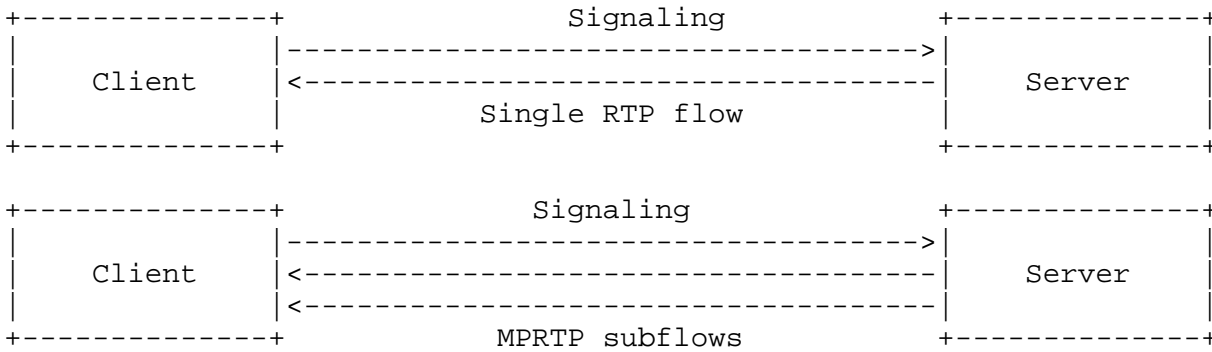 Signaling
Client Server
Single RTP flow
Signaling
Client Server
MPRTP subflows